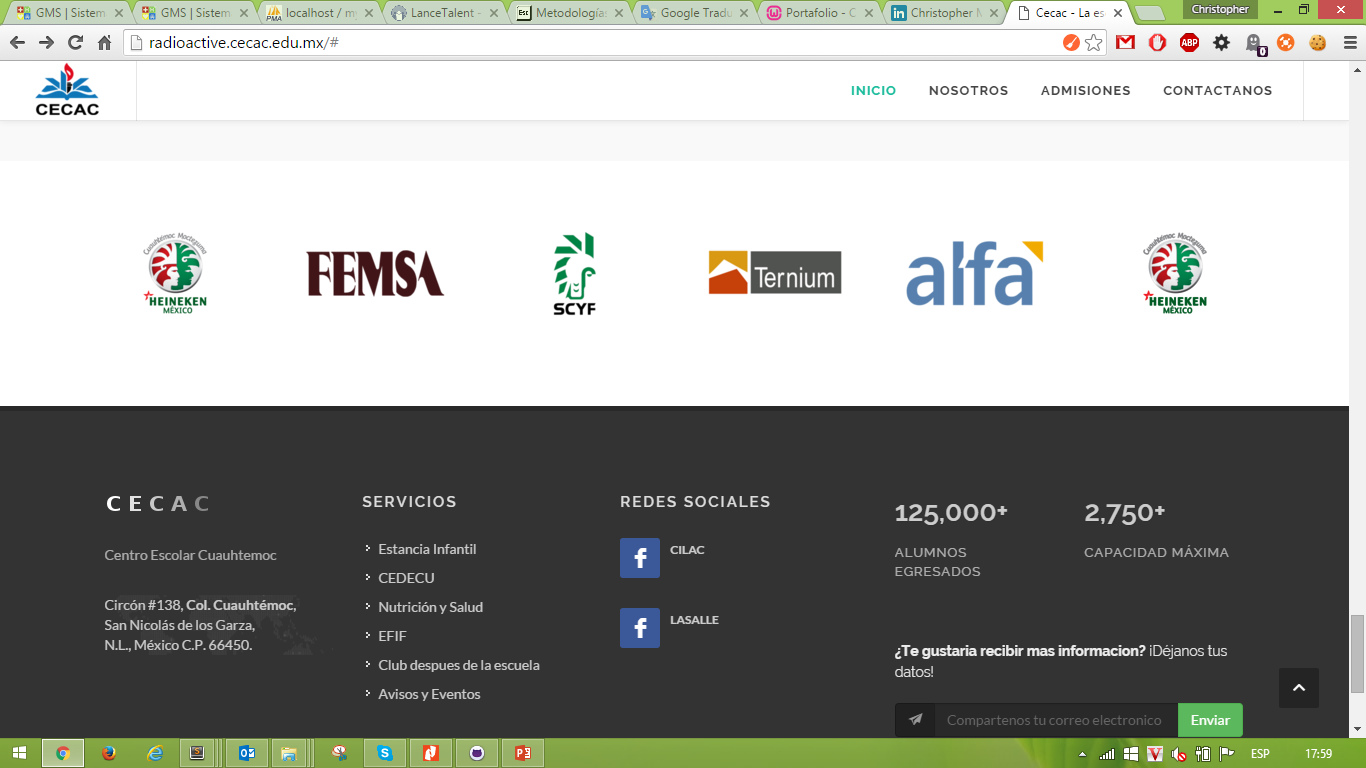 GMS | Sistem
GMS | Sistem
localhost / my
LanceTalent -
Metodologías
Google Tradu
Portafolio - C
Christopher M
Cecac - La es
Christopher
radioactive.cecac.edu.mx/#
ABP
0
CECAC
INICIO
NOSOTROS
ADMISIONES
CONTACTANOS
Cuauhtémoc Moctezuma
HEINEKEN
MÉXICO
FEMSA
SCYF
Ternium
alfa
Cuauhtémoc Moctezuma
HEINEKEN
MÉXICO
CECAC
Centro Escolar Cuauhtemoc
Circón #138, Col. Cuauhtémoc,
San Nicolás de los Garza,
N.L., México C.P. 66450.
SERVICIOS
Estancia Infantil
CEDECU
Nutrición y Salud
EFIF
Club despues de la escuela
Avisos y Eventos
REDES SOCIALES
CILAC
LASALLE
125,000+
ALUMNOS
EGRESADOS
2,750+
CAPACIDAD MÁXIMA
¿Te gustaria recibir mas informacion? ¡Déjanos tus
datos!
Compartenos tu correo electronico
Enviar
ESP
17:59